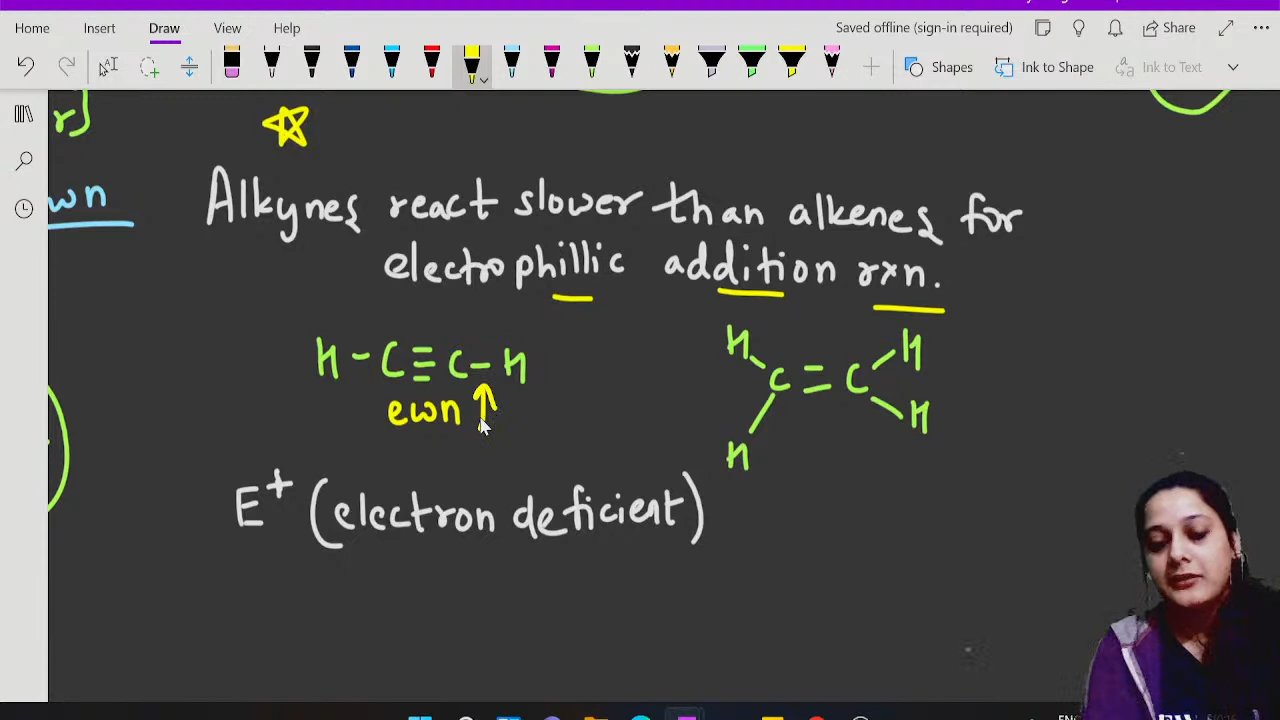 Home Insert Draw View Help Saved offline (sign-in required) Share
Shapes Ink to Shape Ink to Text
r]
wn
Alkynes react slower than alkenes for
electrophillic addition rxn.
H-C≡C-H
H H
C=C
H H
ewn ↑
E+ (electron deficient)